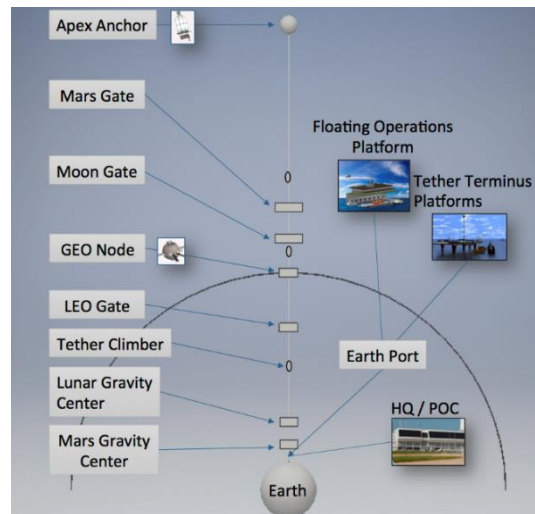 Apex Anchor
Mars Gate
Moon Gate
GEO Node
LEO Gate
Tether Climber
Lunar Gravity
Center
Mars Gravity
Center
Floating Operations
Platform
Tether Terminus
Platforms
Earth Port
HQ / POC
Earth